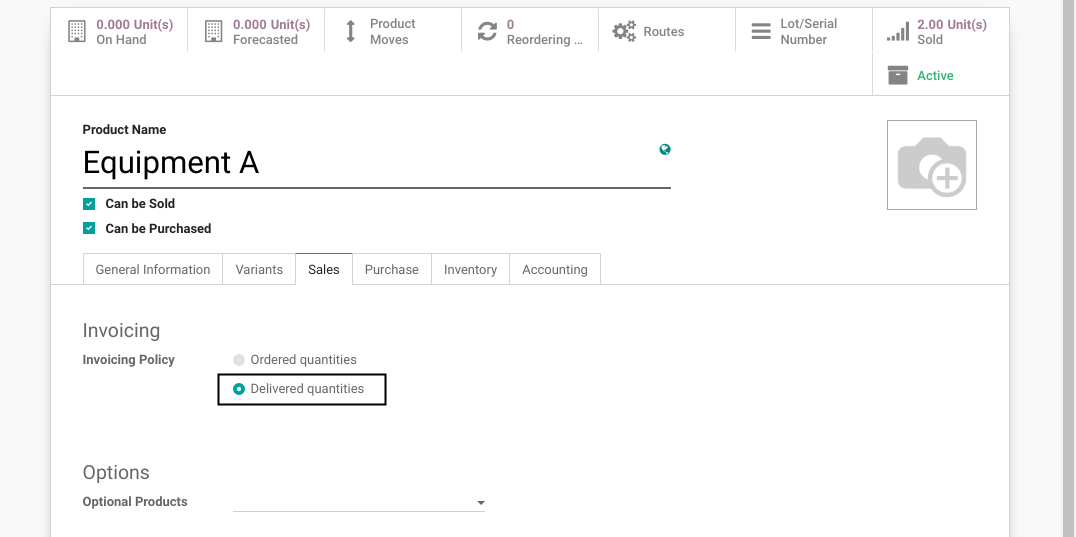 0.000 Unit(s)
On Hand
0.000 Unit(s)
Forecasted
Product
Moves
0
Reordering ...
Routes
Lot/Serial
Number
2.00 Unit(s)
Sold
Active
Product Name
Equipment A
Can be Sold
Can be Purchased
General Information
Variants
Sales
Purchase
Inventory
Accounting
Invoicing
Invoicing Policy
Ordered quantities
Delivered quantities
Options
Optional Products